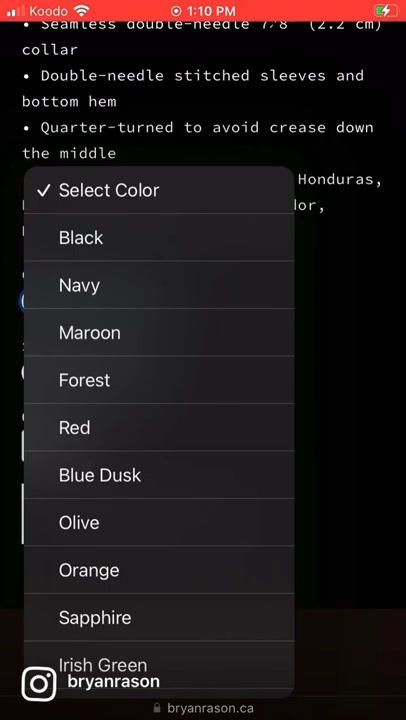 Koodo 1:10 PM
• Seamless double-needle 7/8" (2.2 cm)
collar
• Double-needle stitched sleeves and
bottom hem
• Quarter-turned to avoid crease down
the middle
Honduras,
✓ Select Color
Black
Navy
Maroon
Forest
Red
Blue Dusk
Olive
Orange
Sapphire
Irish Green
bryanrason
bryanrason.ca